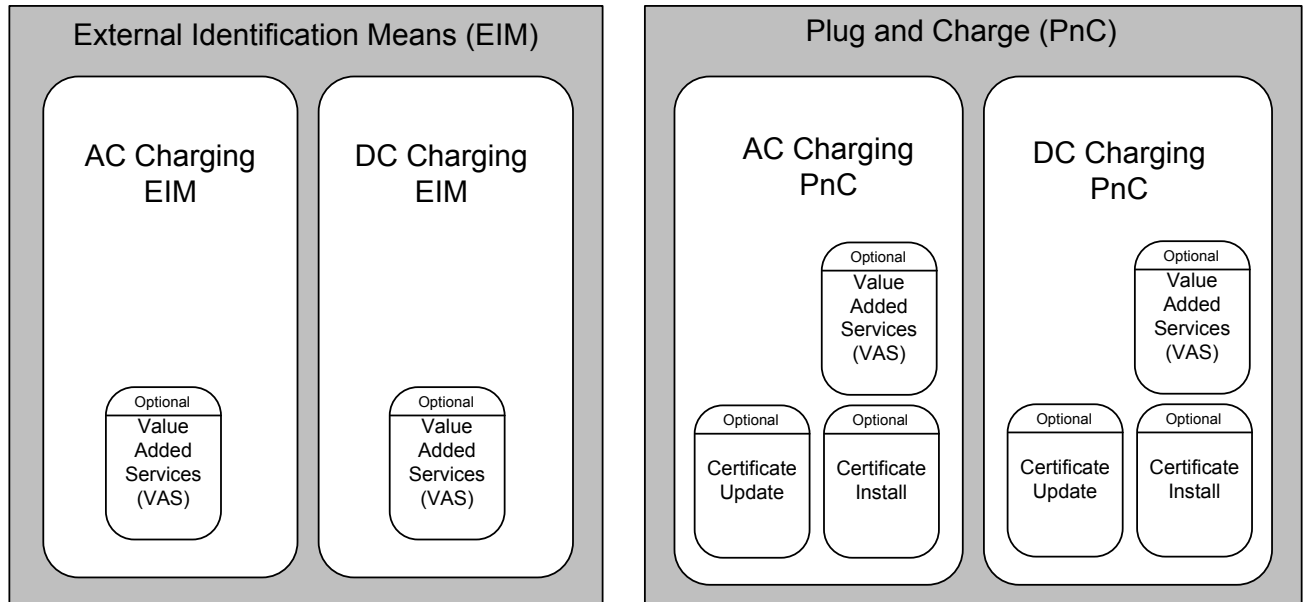 External Identification Means (EIM)
AC Charging
EIM
Optional
Value
Added
Services
(VAS)
DC Charging
EIM
Optional
Value
Added
Services
(VAS)
Plug and Charge (PnC)
AC Charging
PnC
Optional
Value
Added
Services
(VAS)
Optional
Certificate
Update
Optional
Certificate
Install
DC Charging
PnC
Optional
Value
Added
Services
(VAS)
Optional
Certificate
Update
Optional
Certificate
Install